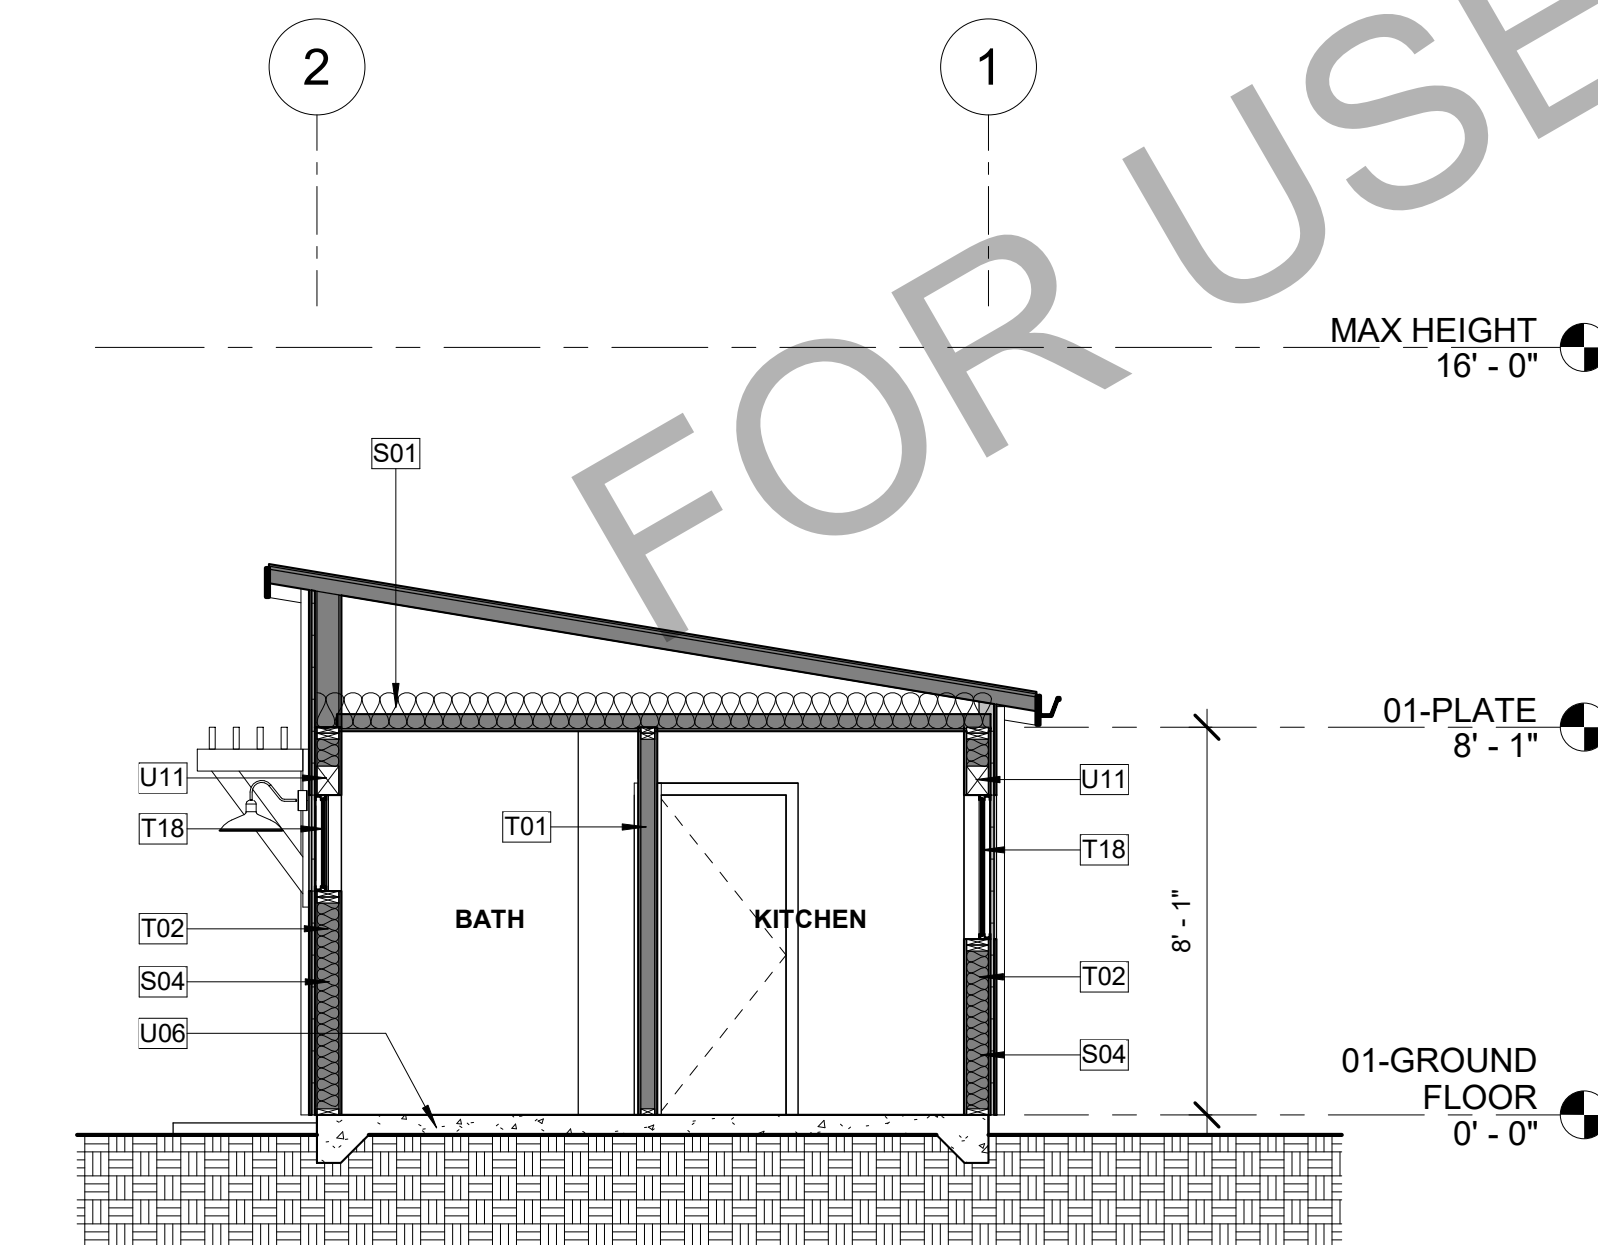 2
1
FOR USE
MAX HEIGHT
16' - 0"
S01
01-PLATE
8' - 1"
U11
U11
T18
T01
T18
BATH
KITCHEN
8' - 1"
T02
T02
S04
U06
S04
01-GROUND
FLOOR
0' - 0"